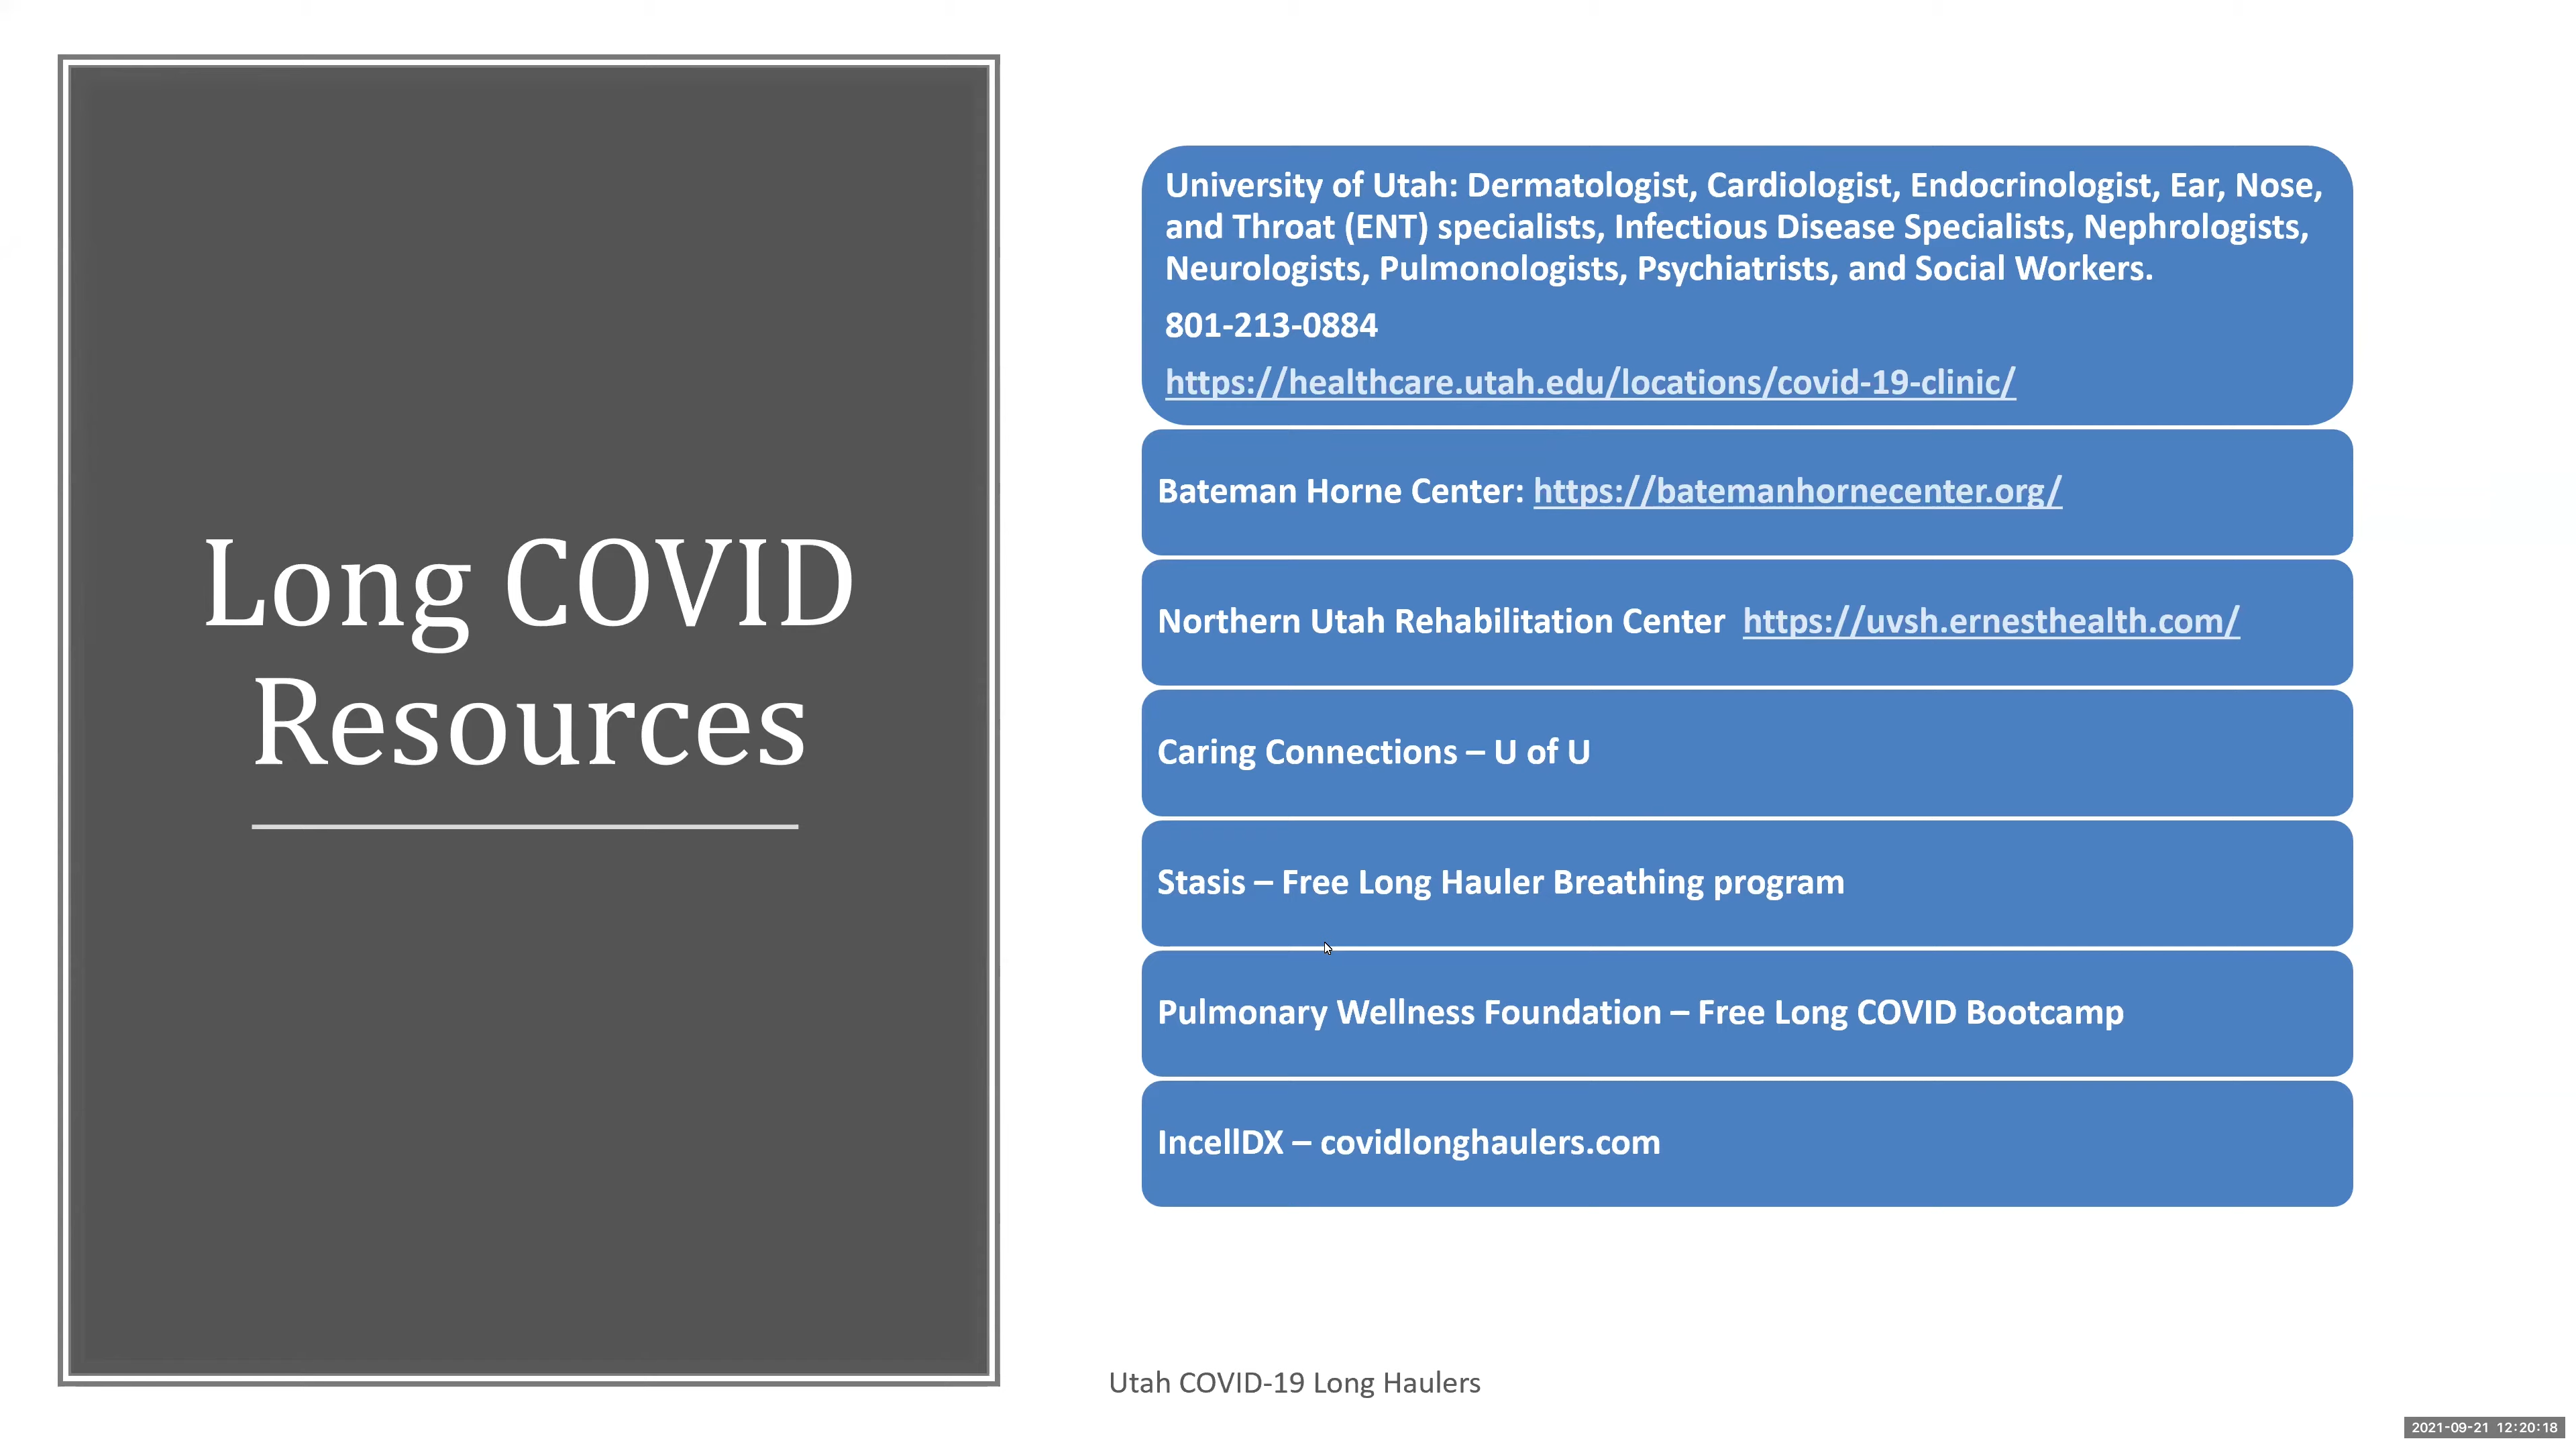 Long COVID
Resources
University of Utah: Dermatologist, Cardiologist, Endocrinologist, Ear, Nose,
and Throat (ENT) specialists, Infectious Disease Specialists, Nephrologists,
Neurologists, Pulmonologists, Psychiatrists, and Social Workers.
801-213-0884
https://healthcare.utah.edu/locations/covid-19-clinic/
Bateman Horne Center: https://batemanhornecenter.org/
Northern Utah Rehabilitation Center  https://uvsh.ernesthealth.com/
Caring Connections – U of U
Stasis – Free Long Hauler Breathing program
Pulmonary Wellness Foundation – Free Long COVID Bootcamp
IncellDX – covidlonghaulers.com
Utah COVID-19 Long Haulers
2021-09-21 12:20:18